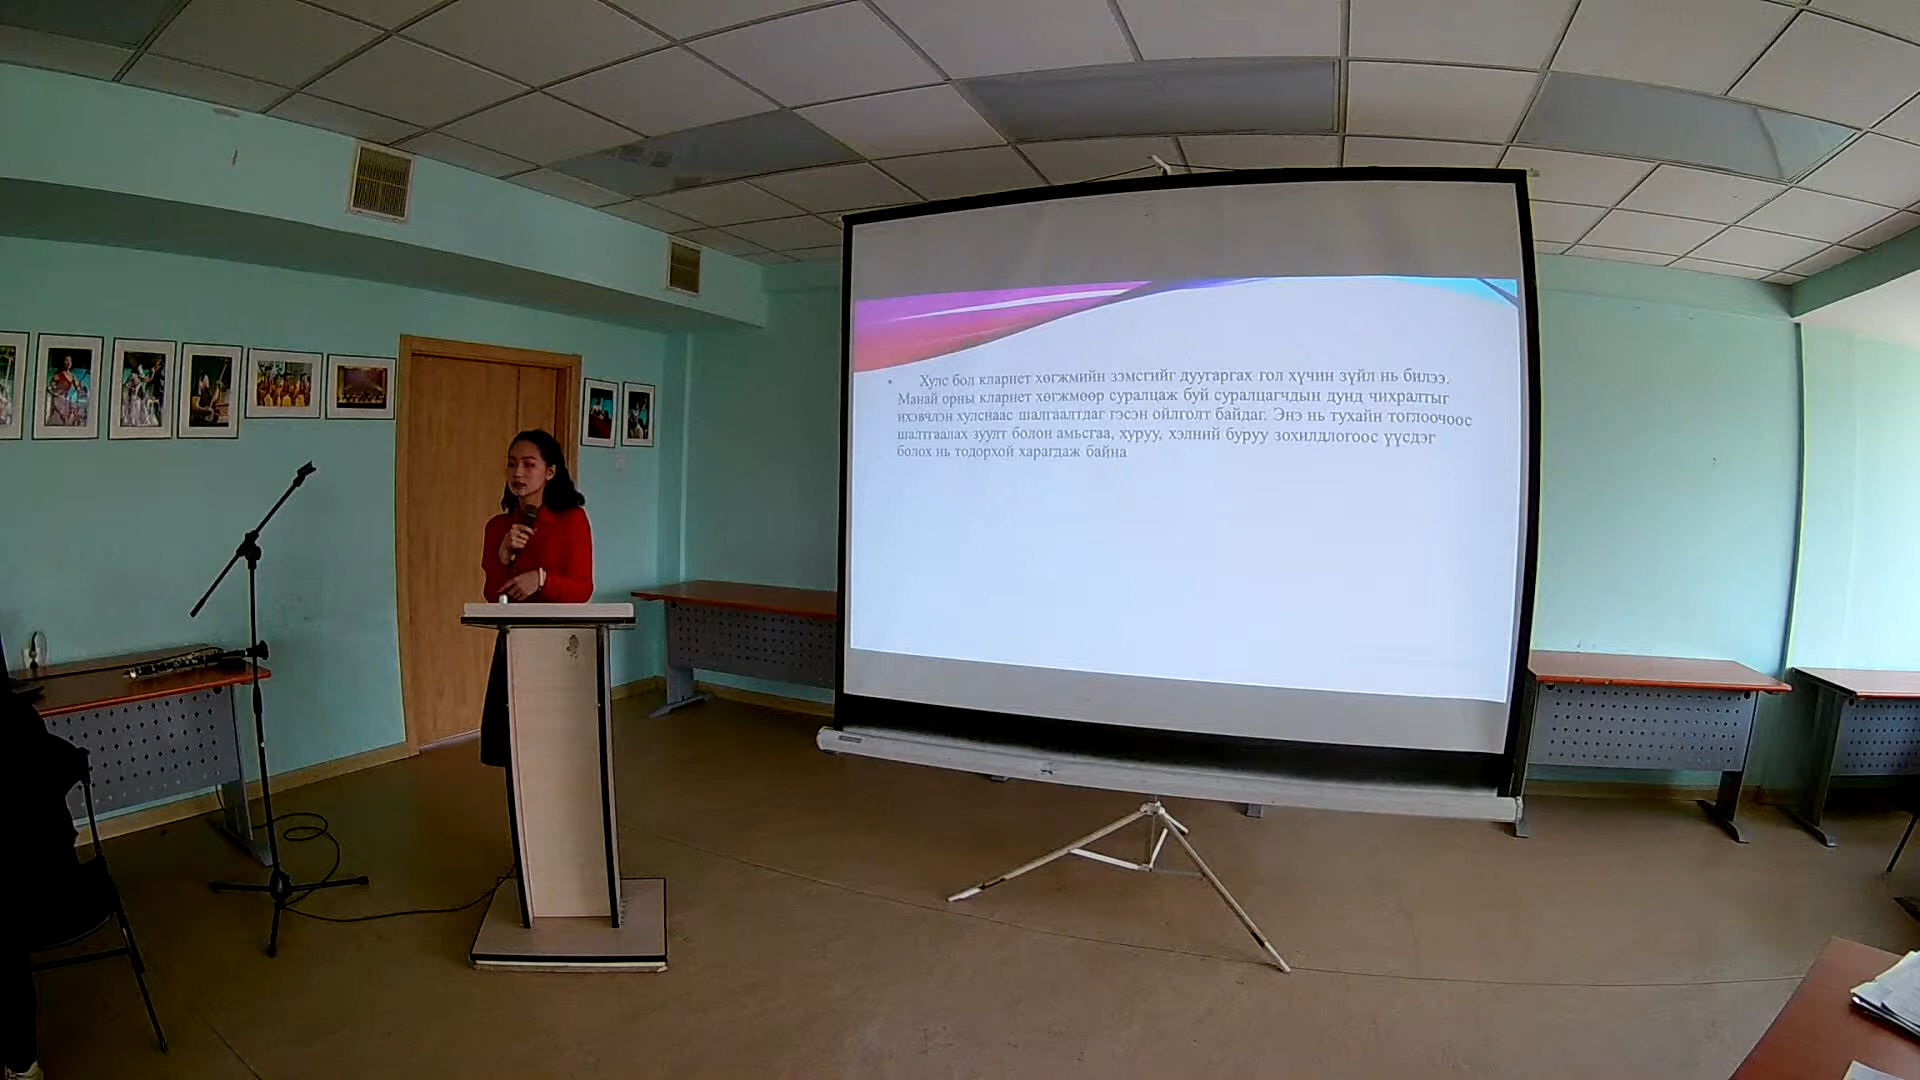 • Хулс бол кларнет хөгжмийн зэмсгийг дуугаргах гол хүчин зүйл нь билээ.
Манай орны кларнет хөгжмөөр суралцаж буй суралцагчдын дунд чихралтыг
ихэвчлэн хулснаас шалгаалтдаг гэсэн ойлголт байдаг. Энэ нь тухайн тоглоочоос
шалтгаалах зуулт болон амьсгаа, хуруу, хэлний буруу зохилдлогоос үүсдэг
болох нь тодорхой харагдаж байна